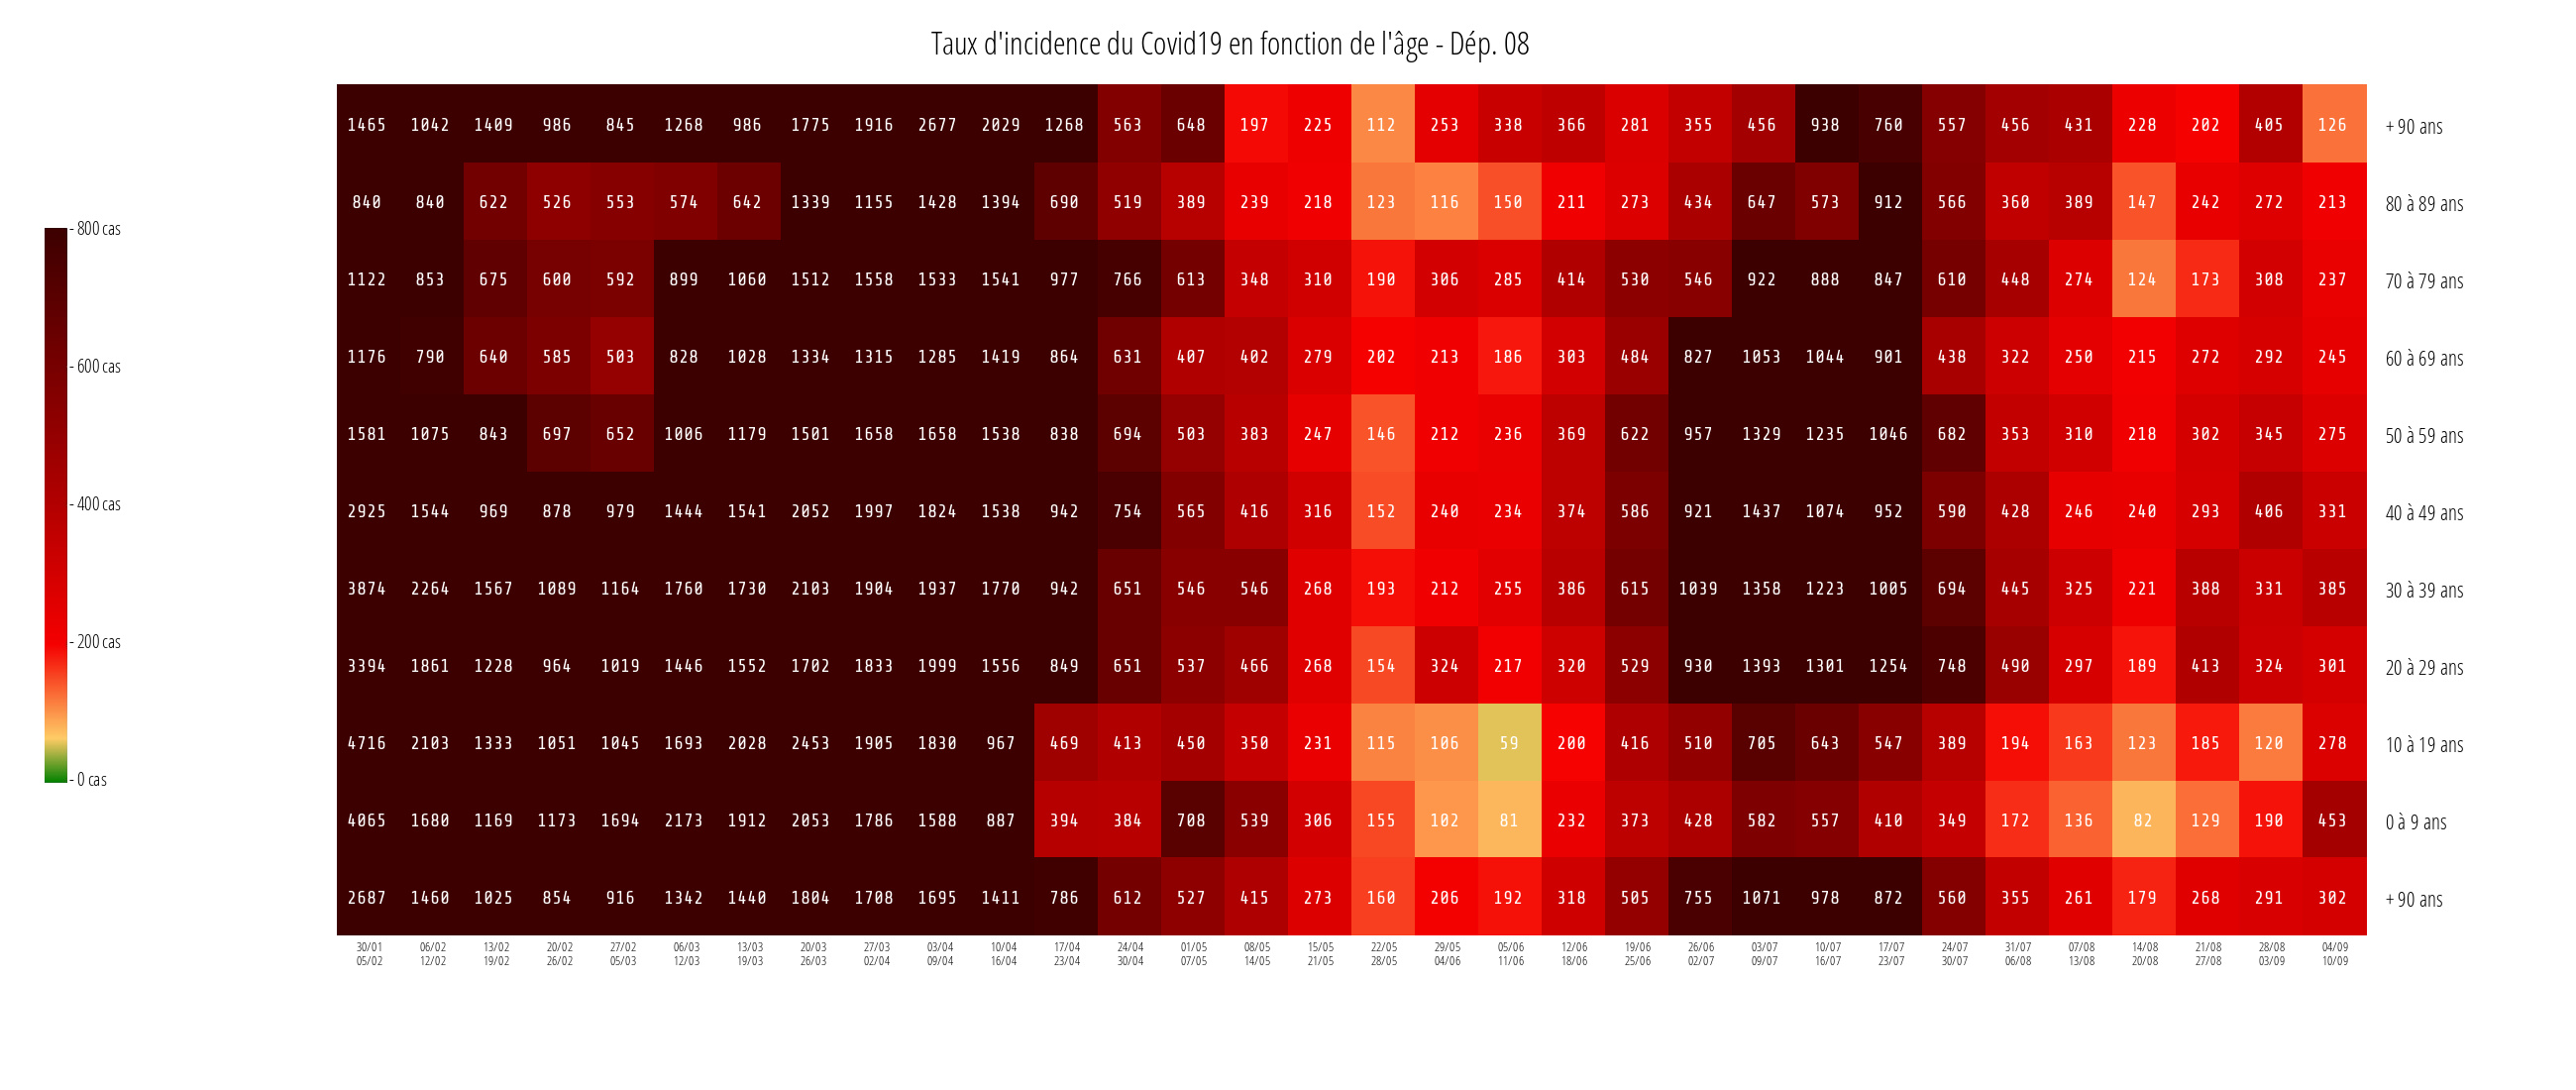 Taux d'incidence du Covid19 en fonction de l'âge - Dép. 08
- 800 cas
- 600 cas
- 400 cas
- 200 cas
- 0 cas
1465 1042 1409 986 845 1268 986 1775 1916 2677 2029 1268 563 648 197 225 112 253 338 366 281 355 456 938 760 557 456 431 228 202 405 126 + 90 ans
840 840 622 526 553 574 642 1339 1155 1428 1394 690 519 389 239 218 123 116 150 211 273 434 647 573 912 566 360 389 147 242 272 213 80 à 89 ans
1122 853 675 600 592 899 1060 1512 1558 1533 1541 977 766 613 348 310 190 306 285 414 530 546 922 888 847 610 448 274 124 173 308 237 70 à 79 ans
1176 790 640 585 503 828 1028 1334 1315 1285 1419 864 631 407 402 279 202 213 186 303 484 827 1053 1044 901 438 322 250 215 272 292 245 60 à 69 ans
1581 1075 843 697 652 1006 1179 1501 1658 1658 1538 838 694 503 383 247 146 212 236 369 622 957 1329 1235 1046 682 353 310 218 302 345 275 50 à 59 ans
2925 1544 969 878 979 1444 1541 2052 1997 1824 1538 942 754 565 416 316 152 240 234 374 586 921 1437 1074 952 590 428 246 240 293 406 331 40 à 49 ans
3874 2264 1567 1089 1164 1760 1730 2103 1904 1937 1770 942 651 546 546 268 193 212 255 386 615 1039 1358 1223 1005 694 445 325 221 388 331 385 30 à 39 ans
3394 1861 1228 964 1019 1446 1552 1702 1833 1999 1556 849 651 537 466 268 154 324 217 320 529 930 1393 1301 1254 748 490 297 189 413 324 301 20 à 29 ans
4716 2103 1333 1051 1045 1693 2028 2453 1905 1830 967 469 413 450 350 231 115 106 59 200 416 510 705 643 547 389 194 163 123 185 120 278 10 à 19 ans
4065 1680 1169 1173 1694 2173 1912 2053 1786 1588 887 394 384 708 539 306 155 102 81 232 373 428 582 557 410 349 172 136 82 129 190 453 0 à 9 ans
2687 1460 1025 854 916 1342 1440 1804 1708 1695 1411 786 612 527 415 273 160 206 192 318 505 755 1071 978 872 560 355 261 179 268 291 302 + 90 ans
30/01 06/02 13/02 20/02 27/02 06/03 13/03 20/03 27/03 03/04 10/04 17/04 24/04 01/05 08/05 15/05 22/05 29/05 05/06 12/06 19/06 26/06 03/07 10/07 17/07 24/07 31/07 07/08 14/08 21/08 28/08 04/09
05/02 12/02 19/02 26/02 05/03 12/03 19/03 26/03 02/04 09/04 16/04 23/04 30/04 07/05 14/05 21/05 28/05 04/06 11/06 18/06 25/06 02/07 09/07 16/07 23/07 30/07 06/08 13/08 20/08 27/08 03/09 10/09